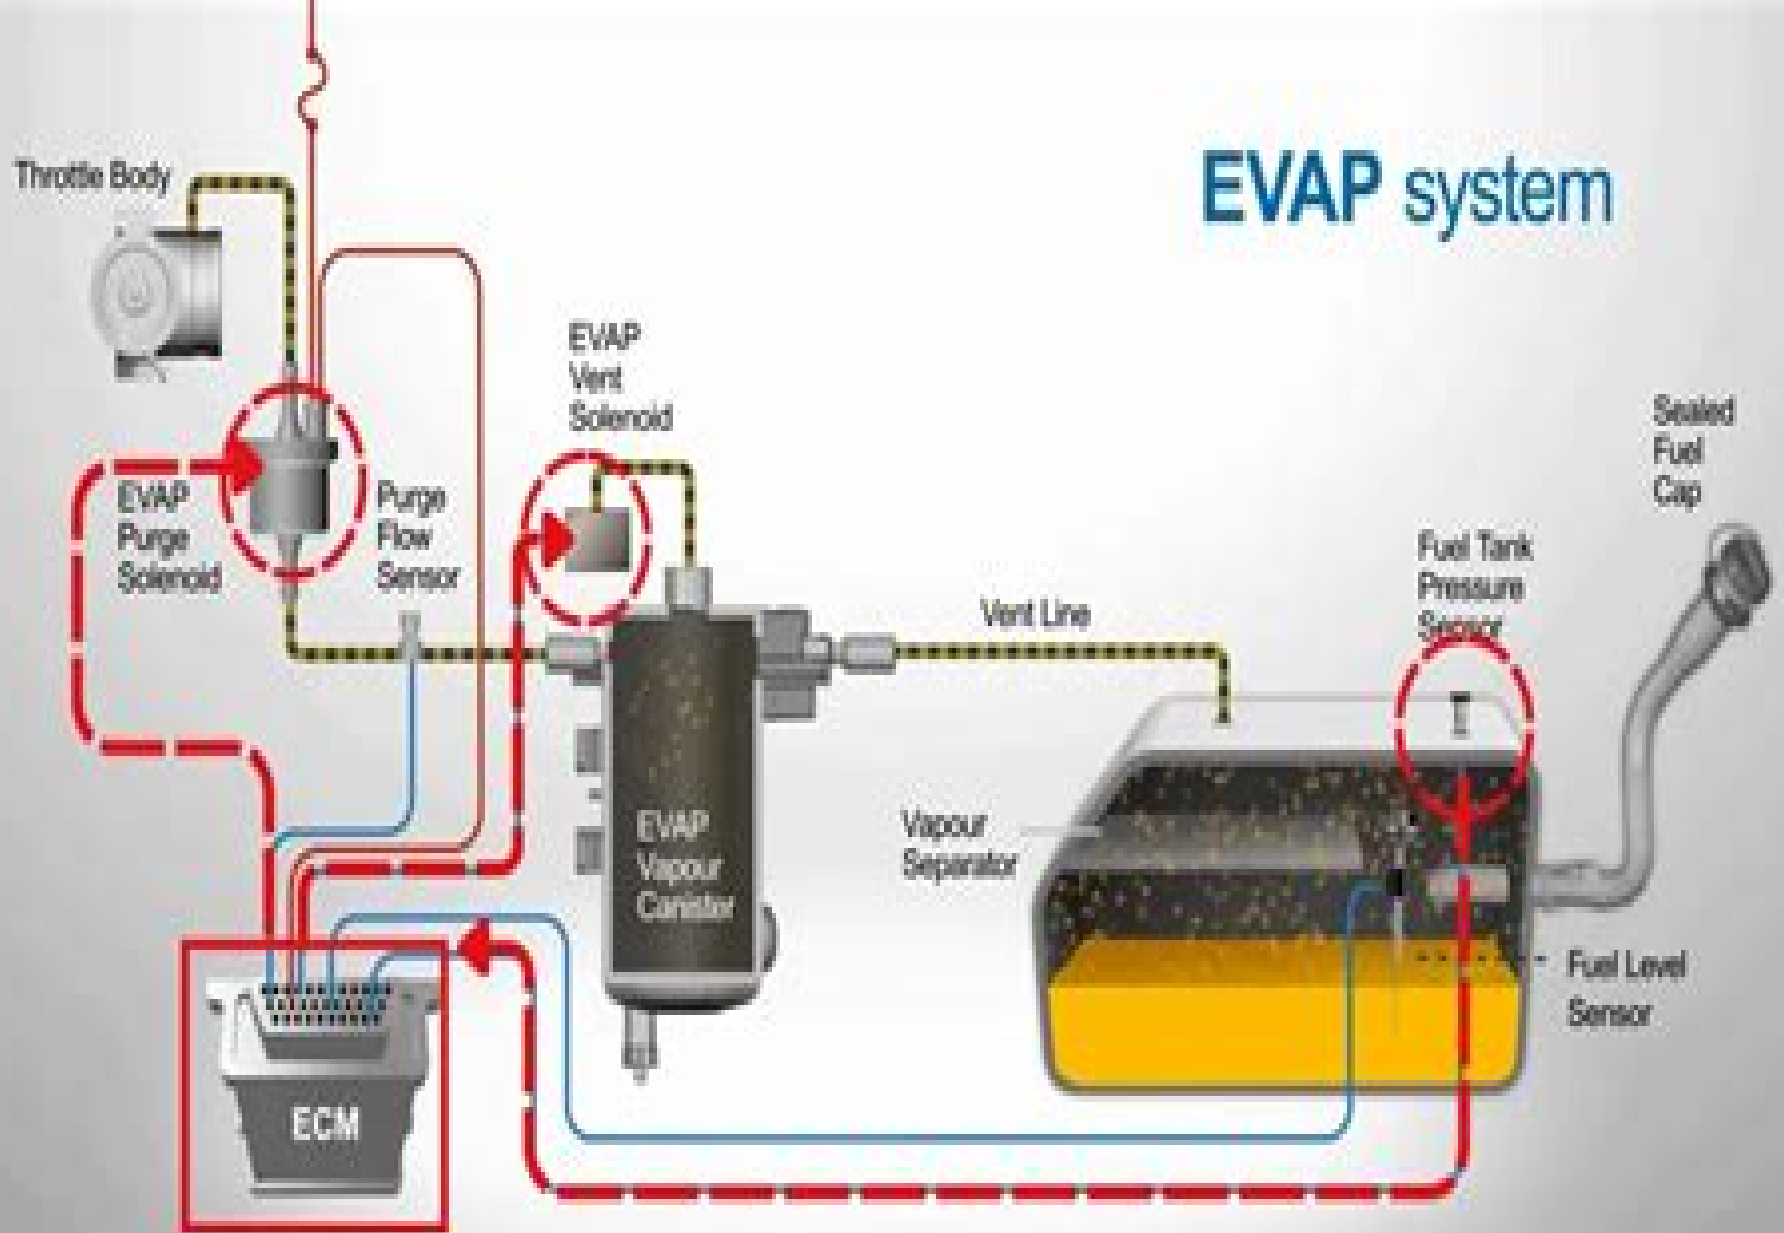 EVAP system
Throttle Body
EVAP
Vent
Solenoid
Sealed
Fuel
Cap
EVAP
Purge
Solenoid
Purge
Flow
Sensor
Fuel Tank
Pressure
Sensor
Vent Line
EVAP
Vapour
Canister
Vapour
Separator
Fuel Level
Sensor
ECM